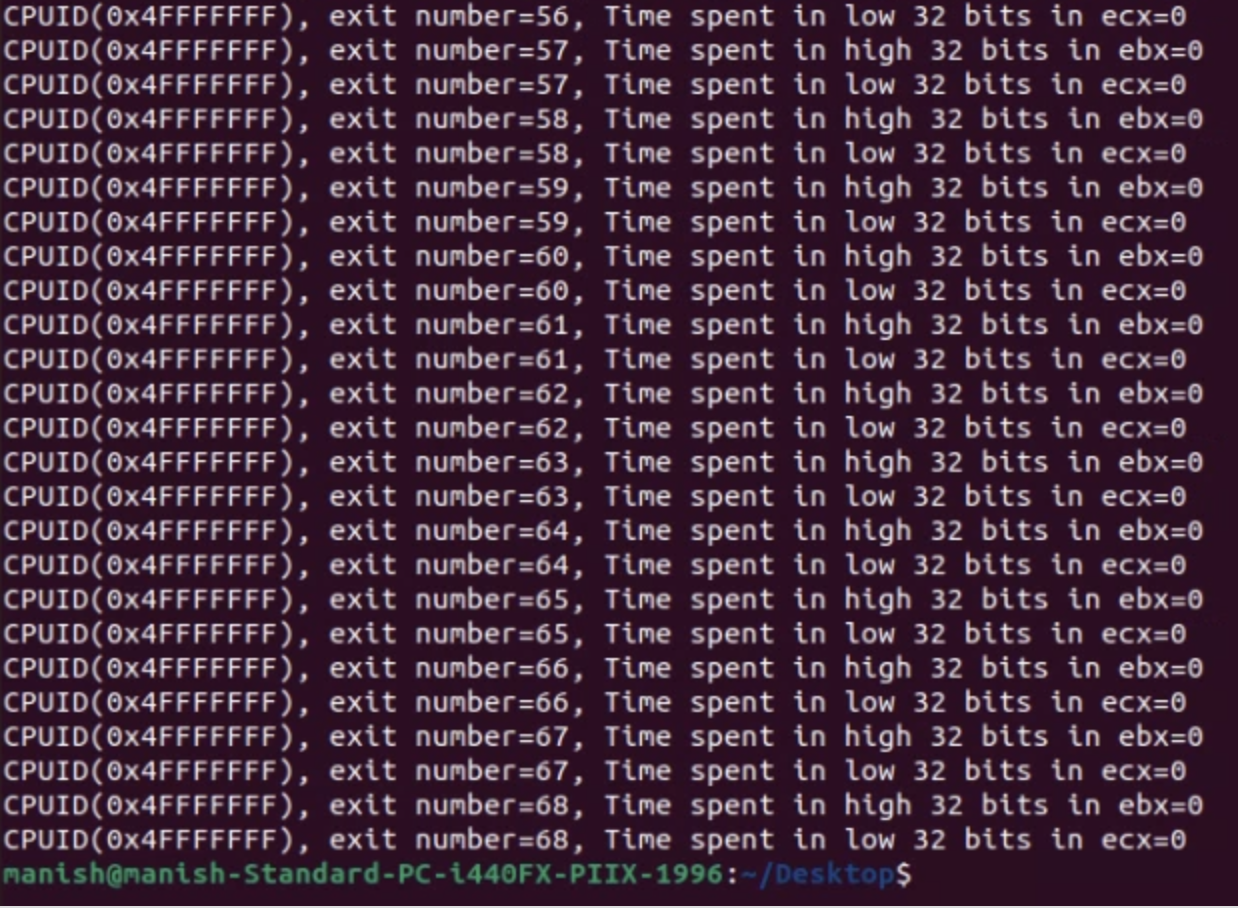 CPUID(0x4FFFFFFF), exit number=56, Time spent in low 32 bits in ecx=0
CPUID(0x4FFFFFFF), exit number=57, Time spent in high 32 bits in ebx=0
CPUID(0x4FFFFFFF), exit number=57, Time spent in low 32 bits in ecx=0
CPUID(0x4FFFFFFF), exit number=58, Time spent in high 32 bits in ebx=0
CPUID(0x4FFFFFFF), exit number=58, Time spent in low 32 bits in ecx=0
CPUID(0x4FFFFFFF), exit number=59, Time spent in high 32 bits in ebx=0
CPUID(0x4FFFFFFF), exit number=59, Time spent in low 32 bits in ecx=0
CPUID(0x4FFFFFFF), exit number=60, Time spent in high 32 bits in ebx=0
CPUID(0x4FFFFFFF), exit number=60, Time spent in low 32 bits in ecx=0
CPUID(0x4FFFFFFF), exit number=61, Time spent in high 32 bits in ebx=0
CPUID(0x4FFFFFFF), exit number=61, Time spent in low 32 bits in ecx=0
CPUID(0x4FFFFFFF), exit number=62, Time spent in high 32 bits in ebx=0
CPUID(0x4FFFFFFF), exit number=62, Time spent in low 32 bits in ecx=0
CPUID(0x4FFFFFFF), exit number=63, Time spent in high 32 bits in ebx=0
CPUID(0x4FFFFFFF), exit number=63, Time spent in low 32 bits in ecx=0
CPUID(0x4FFFFFFF), exit number=64, Time spent in high 32 bits in ebx=0
CPUID(0x4FFFFFFF), exit number=64, Time spent in low 32 bits in ecx=0
CPUID(0x4FFFFFFF), exit number=65, Time spent in high 32 bits in ebx=0
CPUID(0x4FFFFFFF), exit number=65, Time spent in low 32 bits in ecx=0
CPUID(0x4FFFFFFF), exit number=66, Time spent in high 32 bits in ebx=0
CPUID(0x4FFFFFFF), exit number=66, Time spent in low 32 bits in ecx=0
CPUID(0x4FFFFFFF), exit number=67, Time spent in high 32 bits in ebx=0
CPUID(0x4FFFFFFF), exit number=67, Time spent in low 32 bits in ecx=0
CPUID(0x4FFFFFFF), exit number=68, Time spent in high 32 bits in ebx=0
CPUID(0x4FFFFFFF), exit number=68, Time spent in low 32 bits in ecx=0
manish@manish-Standard-PC-i440FX-PIIX-1996:~/Desktop$